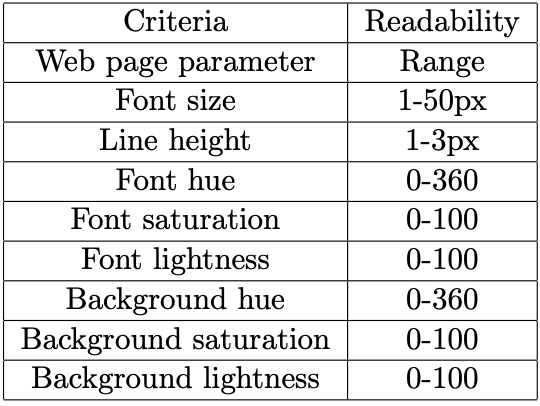 Criteria Readability
Web page parameter Range
Font size 1-50px
Line height 1-3px
Font hue 0-360
Font saturation 0-100
Font lightness 0-100
Background hue 0-360
Background saturation 0-100
Background lightness 0-100